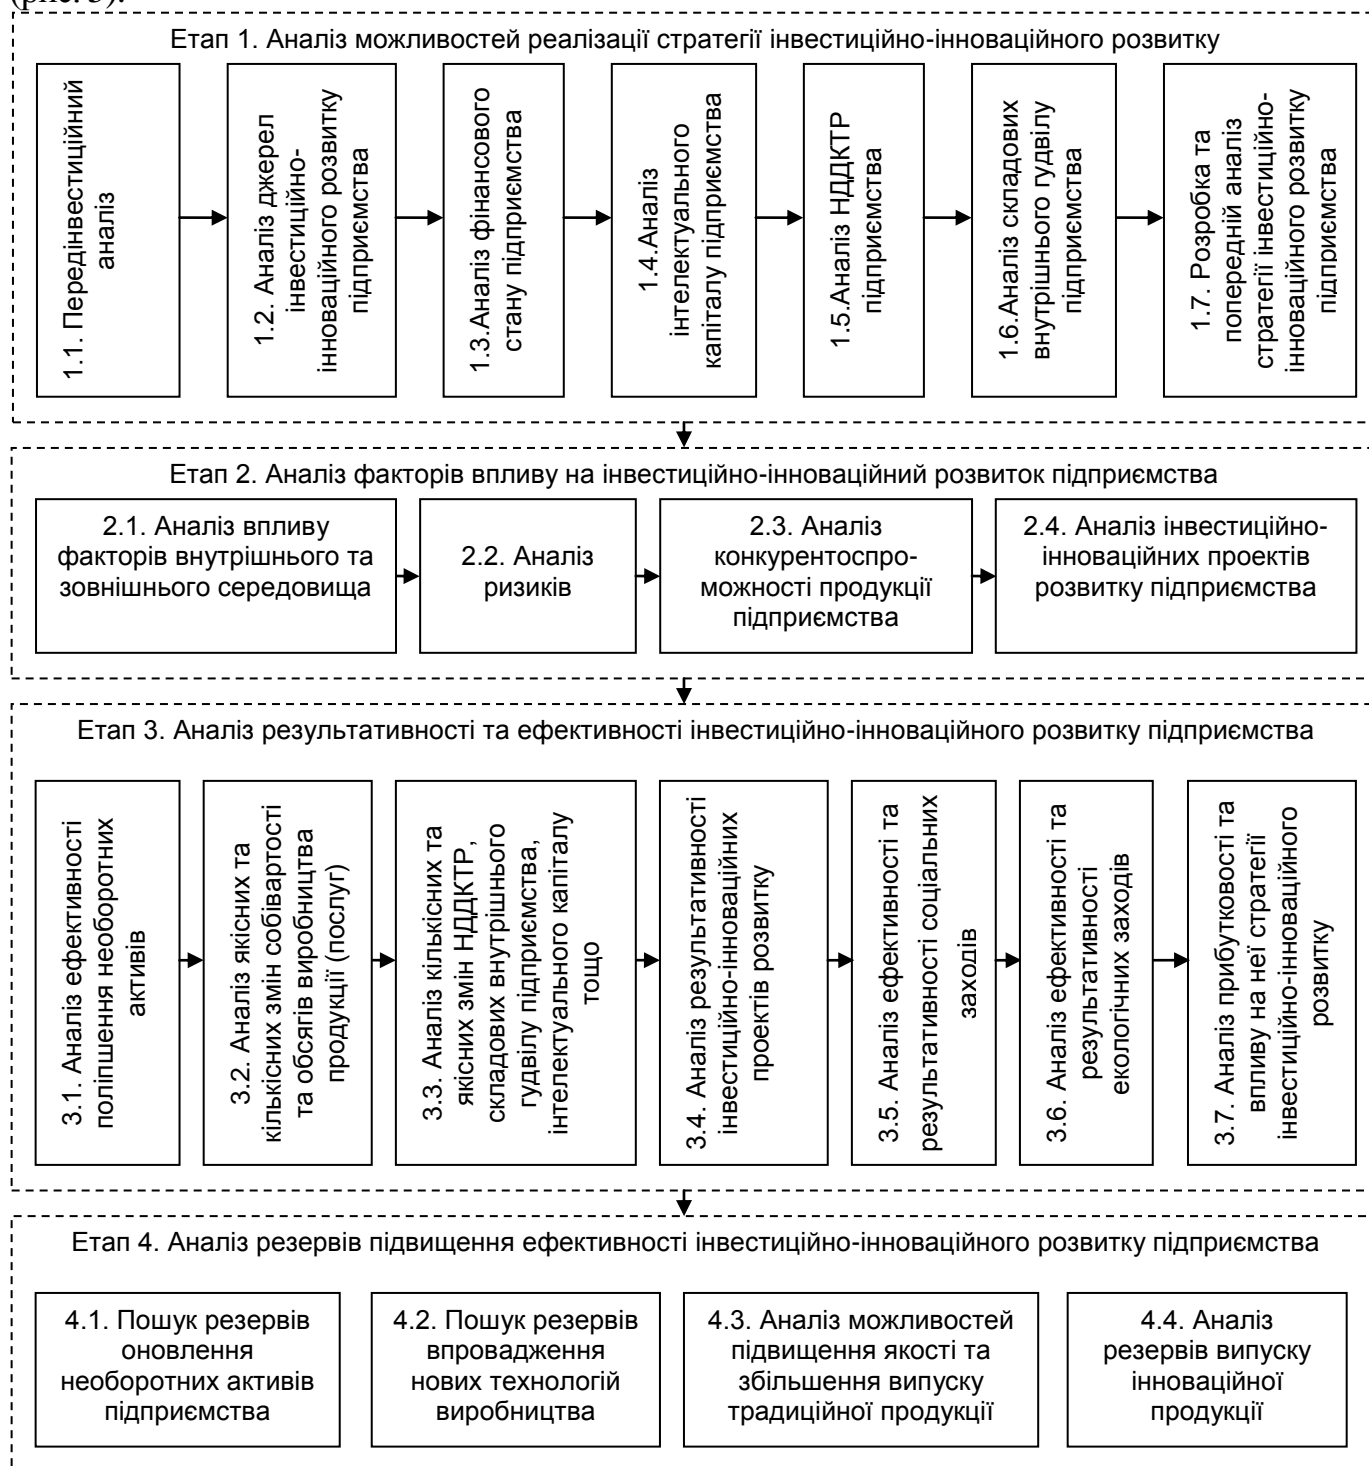 (рис. 3).
Етап 1. Аналіз можливостей реалізації стратегії інвестиційно-інноваційного розвитку
1.1. Передінвестиційний
аналіз
1.2. Аналіз джерел
інвестиційно-
інноваційного розвитку
підприємства
1.3.Аналіз фінансового
стану підприємства
1.4.Аналіз
інтелектуального
капіталу підприємства
1.5.Аналіз НДДКТР
підприємства
1.6.Аналіз складових
внутрішнього гудвілу
підприємства
1.7. Розробка та
попередній аналіз
стратегії інвестиційно-
інноваційного розвитку
підприємства
Етап 2. Аналіз факторів впливу на інвестиційно-інноваційний розвиток підприємства
2.1. Аналіз впливу
факторів внутрішнього та
зовнішнього середовища
2.2. Аналіз
ризиків
2.3. Аналіз
конкурентоспро-
можності продукції
підприємства
2.4. Аналіз інвестиційно-
інноваційних проектів
розвитку підприємства
Етап 3. Аналіз результативності та ефективності інвестиційно-інноваційного розвитку підприємства
3.1. Аналіз ефективності
поліпшення необоротних
активів
3.2. Аналіз якісних та
кількісних змін собівартості
та обсягів виробництва
продукції (послуг)
3.3. Аналіз кількісних та
якісних змін НДДКТР,
складових внутрішнього
гудвілу підприємства,
інтелектуального капіталу
тощо
3.4. Аналіз результативності
інвестиційно-інноваційних
проектів розвитку
3.5. Аналіз ефективності та
результативності соціальних
заходів
3.6. Аналіз ефективності та
результативності
екологічних заходів
3.7. Аналіз прибутковості та
впливу на неї стратегії
інвестиційно-інноваційного
розвитку
Етап 4. Аналіз резервів підвищення ефективності інвестиційно-інноваційного розвитку підприємства
4.1. Пошук резервів
оновлення
необоротних активів
підприємства
4.2. Пошук резервів
впровадження
нових технологій
виробництва
4.3. Аналіз можливостей
підвищення якості та
збільшення випуску
традиційної продукції
4.4. Аналіз
резервів випуску
інноваційної
продукції